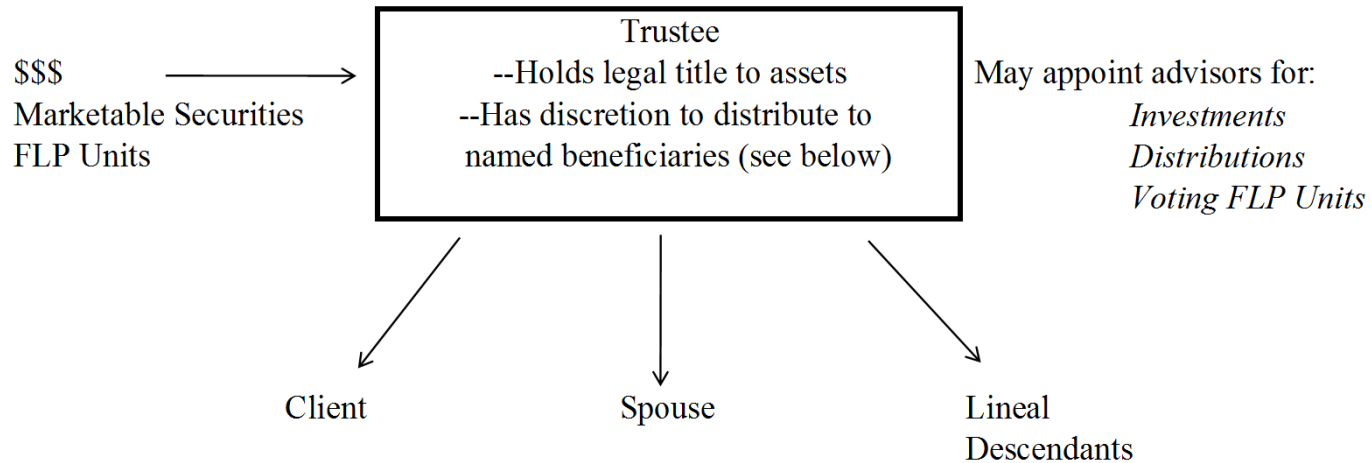 $$$
Marketable Securities
FLP Units
Trustee
--Holds legal title to assets
--Has discretion to distribute to
named beneficiaries (see below)
May appoint advisors for:
Investments
Distributions
Voting FLP Units
Client
Spouse
Lineal
Descendants